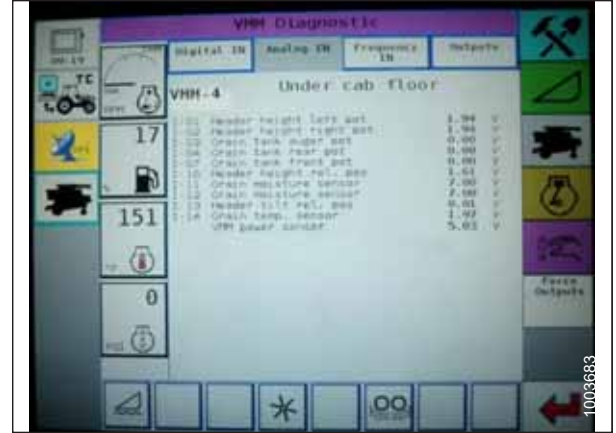 VMM Diagnostic
Digital IN
Analog IN
Frequency IN
Outputs
VMM-4
Under cab floor
Header height left pot 1.94 V
Header height right pot 1.94 V
Grain tank auger pot 0.00 V
Grain tank rear pot 0.00 V
Grain tank front pot 0.00 V
Header height rel. 1.61 V
Grain moisture sensor 7.00 V
Grain moisture sensor 7.00 V
Header tilt rel. 0.01 V
Grain temp. sensor V
VMM power sensor 5.03 V
TC
17
151
0
Force
Outputs
1003683